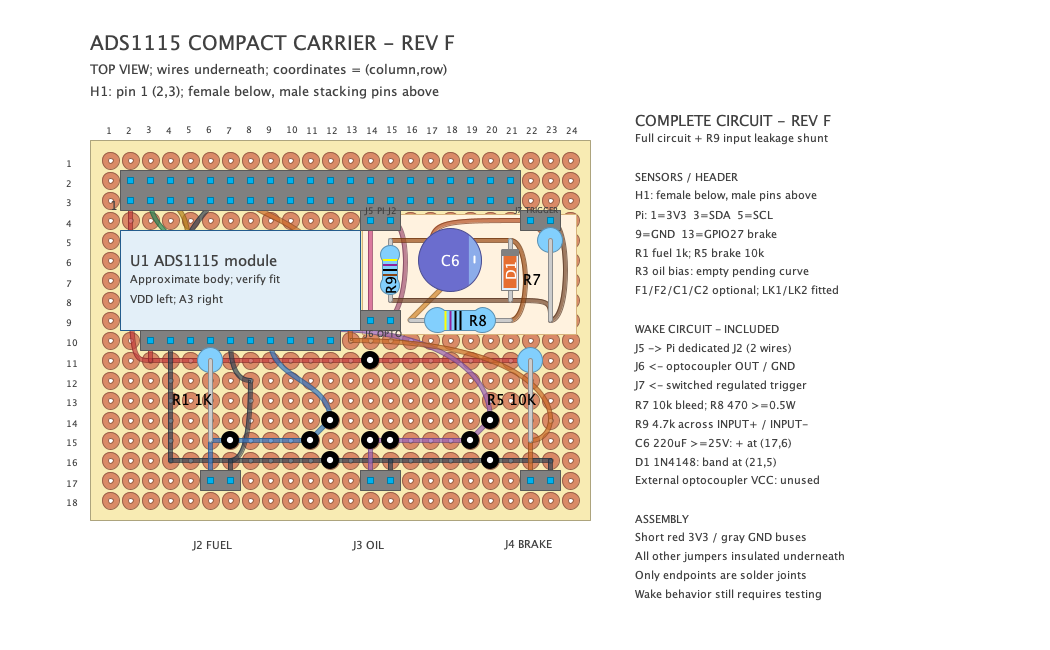 ADS1115 COMPACT CARRIER – REV F
TOP VIEW; wires underneath; coordinates = (column,row)
H1: pin 1 (2,3); female below, male stacking pins above
1 2 3 4 5 6 7 8 9 10 11 12 13 14 15 16 17 18 19 20 21 22 23 24
1
2
3
4
5
6
7
8
9
10
11
12
13
14
15
16
17
18
1
J5 PI J2
J7 TRIGGER
U1 ADS1115 module
Approximate body; verify fit
VDD left; A3 right
R9
C6
D1
R7
R8
J6 OPTO
R1 1K
R5 10K
J2 FUEL
J3 OIL
J4 BRAKE
COMPLETE CIRCUIT – REV F
Full circuit + R9 input leakage shunt
SENSORS / HEADER
H1: female below, male pins above
Pi: 1=3V3 3=SDA 5=SCL
9=GND 13=GPIO27 brake
R1 fuel 1k; R5 brake 10k
R3 oil bias: empty pending curve
F1/F2/C1/C2 optional; LK1/LK2 fitted
WAKE CIRCUIT – INCLUDED
J5 -> Pi dedicated J2 (2 wires)
J6 <- optocoupler OUT / GND
J7 <- switched regulated trigger
R7 10k bleed; R8 470 >=0.5W
R9 4.7k across INPUT+ / INPUT–
C6 220uF >=25V: + at (17,6)
D1 1N4148: band at (21,5)
External optocoupler VCC: unused
ASSEMBLY
Short red 3V3 / gray GND buses
All other jumpers insulated underneath
Only endpoints are solder joints
Wake behavior still requires testing